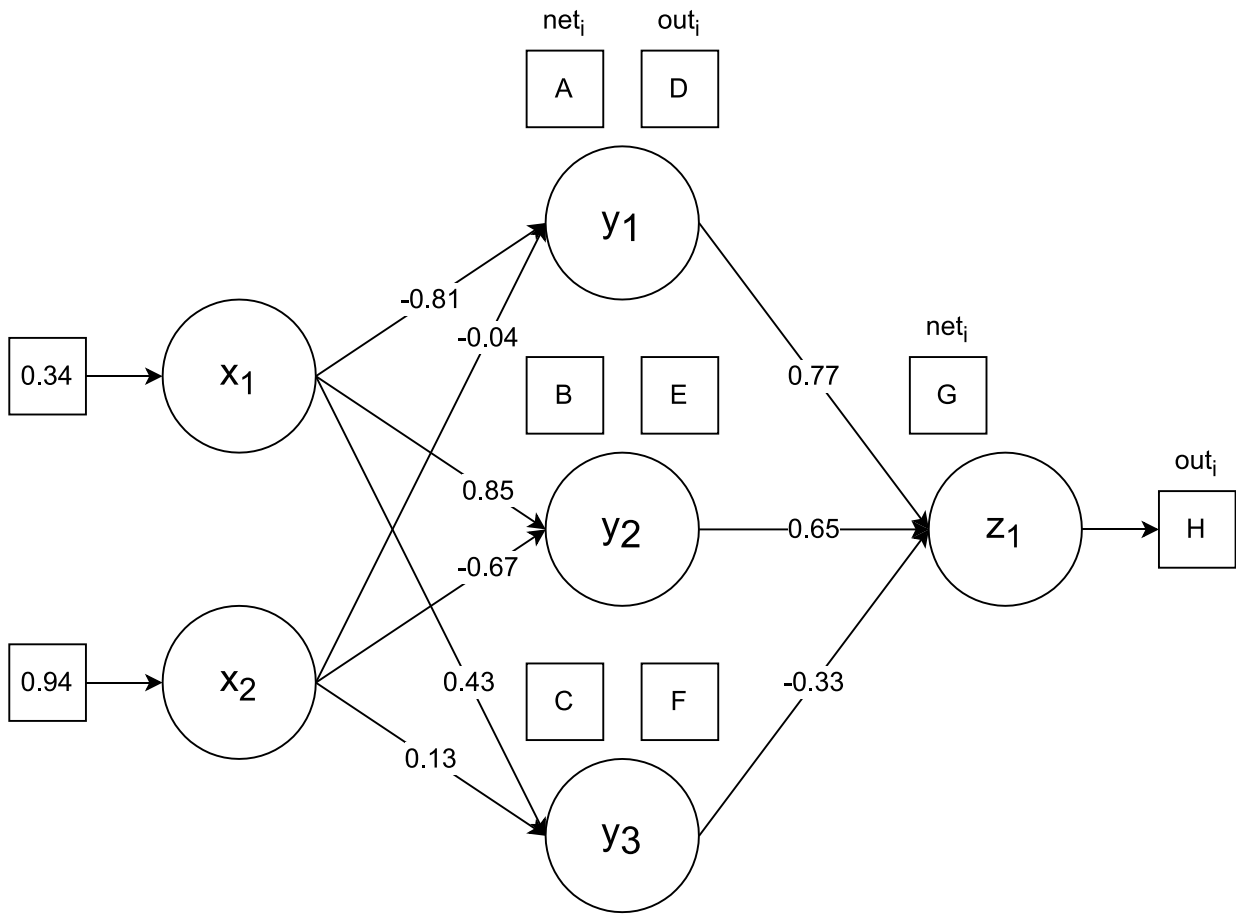 net_i out_i
A D
y_1
-0.81
-0.04
net_i
0.34 x_1 B E 0.77 G
out_i
0.85
y_2 0.65 z_1 H
-0.67
0.94 x_2 0.43 C F -0.33
0.13
y_3